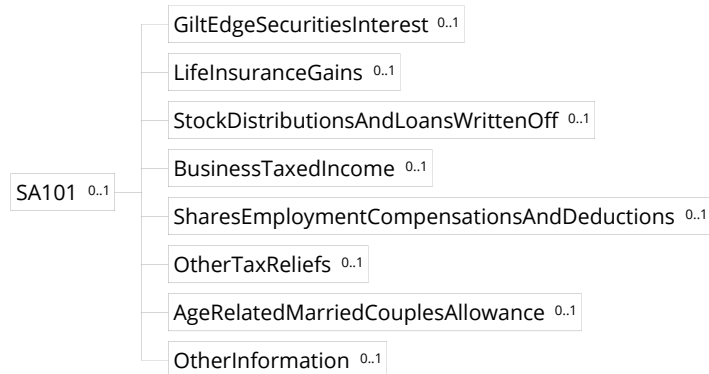 GiltEdgeSecuritiesInterest 0..1
LifeInsuranceGains 0..1
StockDistributionsAndLoansWrittenOff 0..1
BusinessTaxedIncome 0..1
SA101 0..1
SharesEmploymentCompensationsAndDeductions 0..1
OtherTaxReliefs 0..1
AgeRelatedMarriedCouplesAllowance 0..1
OtherInformation 0..1